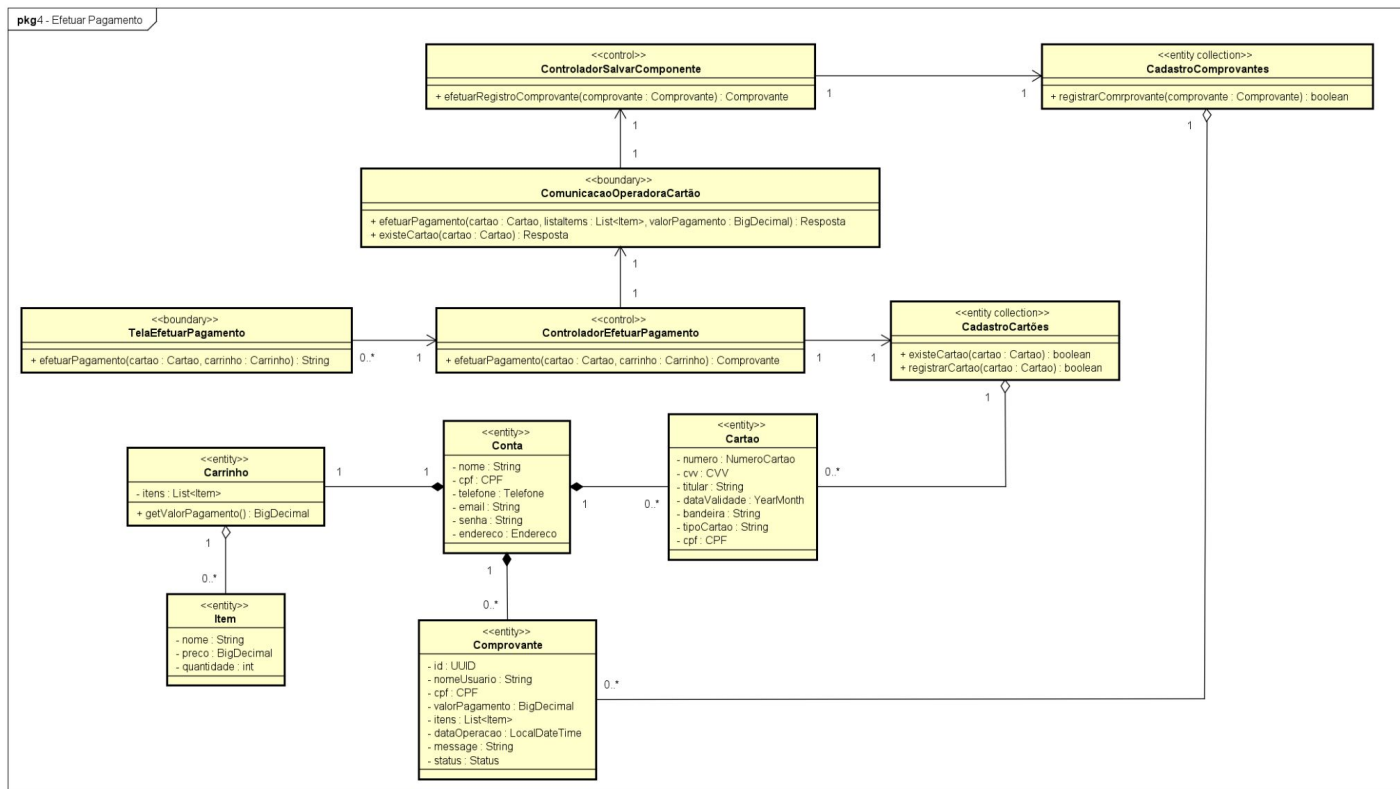 pkg4 - Efetuar Pagamento
<<control>>
ControladorSalvarComponente
+ efetuarRegistroComprovante(comprovante : Comprovante) : Comprovante
1
1
<<entity collection>>
CadastroComprovantes
+ registrarComrprovante(comprovante : Comprovante) : boolean
1
1
1
<<boundary>>
ComunicacaoOperadoraCartão
+ efetuarPagamento(cartao : Cartao, listaItems : List<Item>, valorPagamento : BigDecimal) : Resposta
+ existeCartao(cartao : Cartao) : Resposta
1
1
<<boundary>>
TelaEfetuarPagamento
+ efetuarPagamento(cartao : Cartao, carrinho : Carrinho) : String
0..*
1
<<control>>
ControladorEfetuarPagamento
+ efetuarPagamento(cartao : Cartao, carrinho : Carrinho) : Comprovante
1
1
<<entity collection>>
CadastroCartões
+ existeCartao(cartao : Cartao) : boolean
+ registrarCartao(cartao : Cartao) : boolean
1
<<entity>>
Carrinho
- itens : List<Item>
+ getValorPagamento() : BigDecimal
1
1
<<entity>>
Conta
- nome : String
- cpf : CPF
- telefone : Telefone
- email : String
- senha : String
- endereco : Endereco
1
0..*
<<entity>>
Cartao
- numero : NumeroCartao
- cvv : CVV
- titular : String
- dataValidade : YearMonth
- bandeira : String
- tipoCartao : String
- cpf : CPF
0..*
1
0..*
<<entity>>
Item
- nome : String
- preco : BigDecimal
- quantidade : int
1
0..*
<<entity>>
Comprovante
- id : UUID
- nomeUsuario : String
- cpf : CPF
- valorPagamento : BigDecimal
- itens : List<Item>
- dataOperacao : LocalDateTime
- message : String
- status : Status
0..*